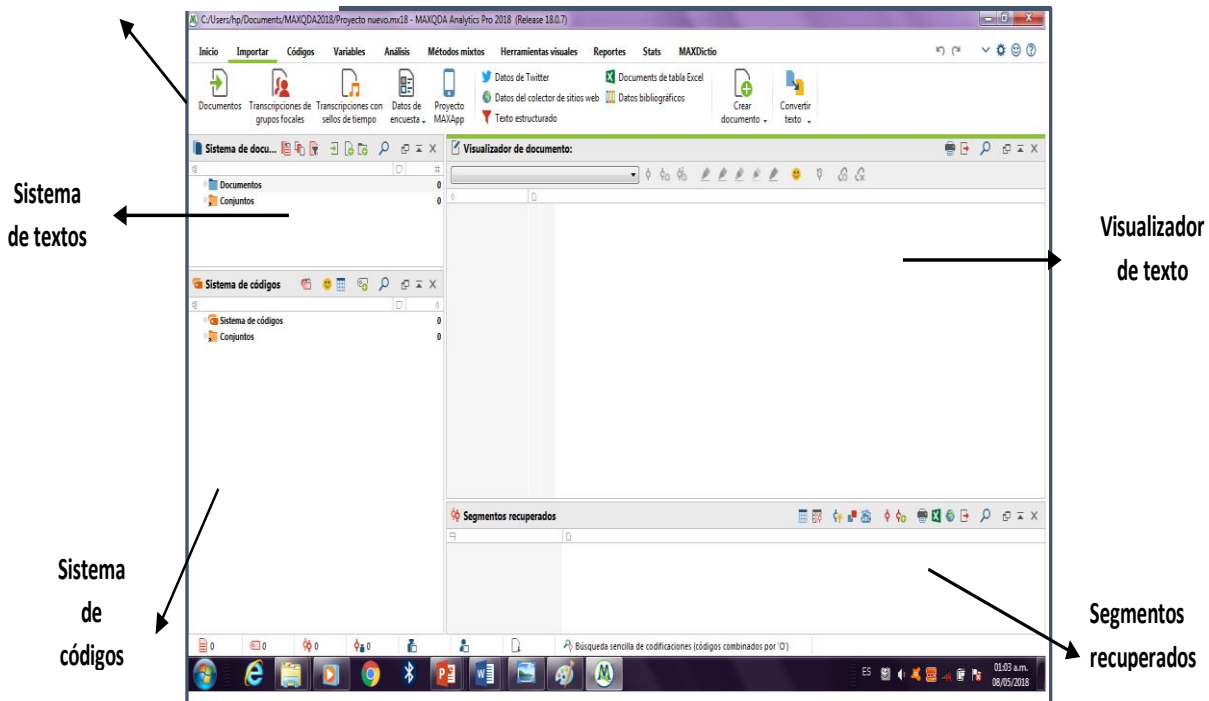 C:/Users/hp/Documents/MAXQDA2018/Proyecto nuevo.mx18 - MAXQDA Analytics Pro 2018 (Release 18.0.7)
Inicio Importar Códigos Variables Análisis Métodos mixtos Herramientas visuales Reportes Stats MAXDictio
Documentos
Transcripciones de
grupos focales
Transcripciones con
sellos de tiempo
Datos de
encuesta
Proyecto
MAXApp
Datos de Twitter
Datos del colector de sitios web
Texto estructurado
Documents de tabla Excel
Datos bibliográficos
Crear
documento
Convertir
texto
Sistema de docu...
Documentos 0
Conjuntos 0
Visualizador de documento:
Sistema
de textos
Visualizador
de texto
Sistema de códigos
Sistema de códigos 0
Conjuntos 0
Segmentos recuperados
Sistema
de
códigos
Segmentos
recuperados
0 0 0 0
Búsqueda sencilla de codificaciones (códigos combinados por 'O')
ES
01:03 a.m.
08/05/2018